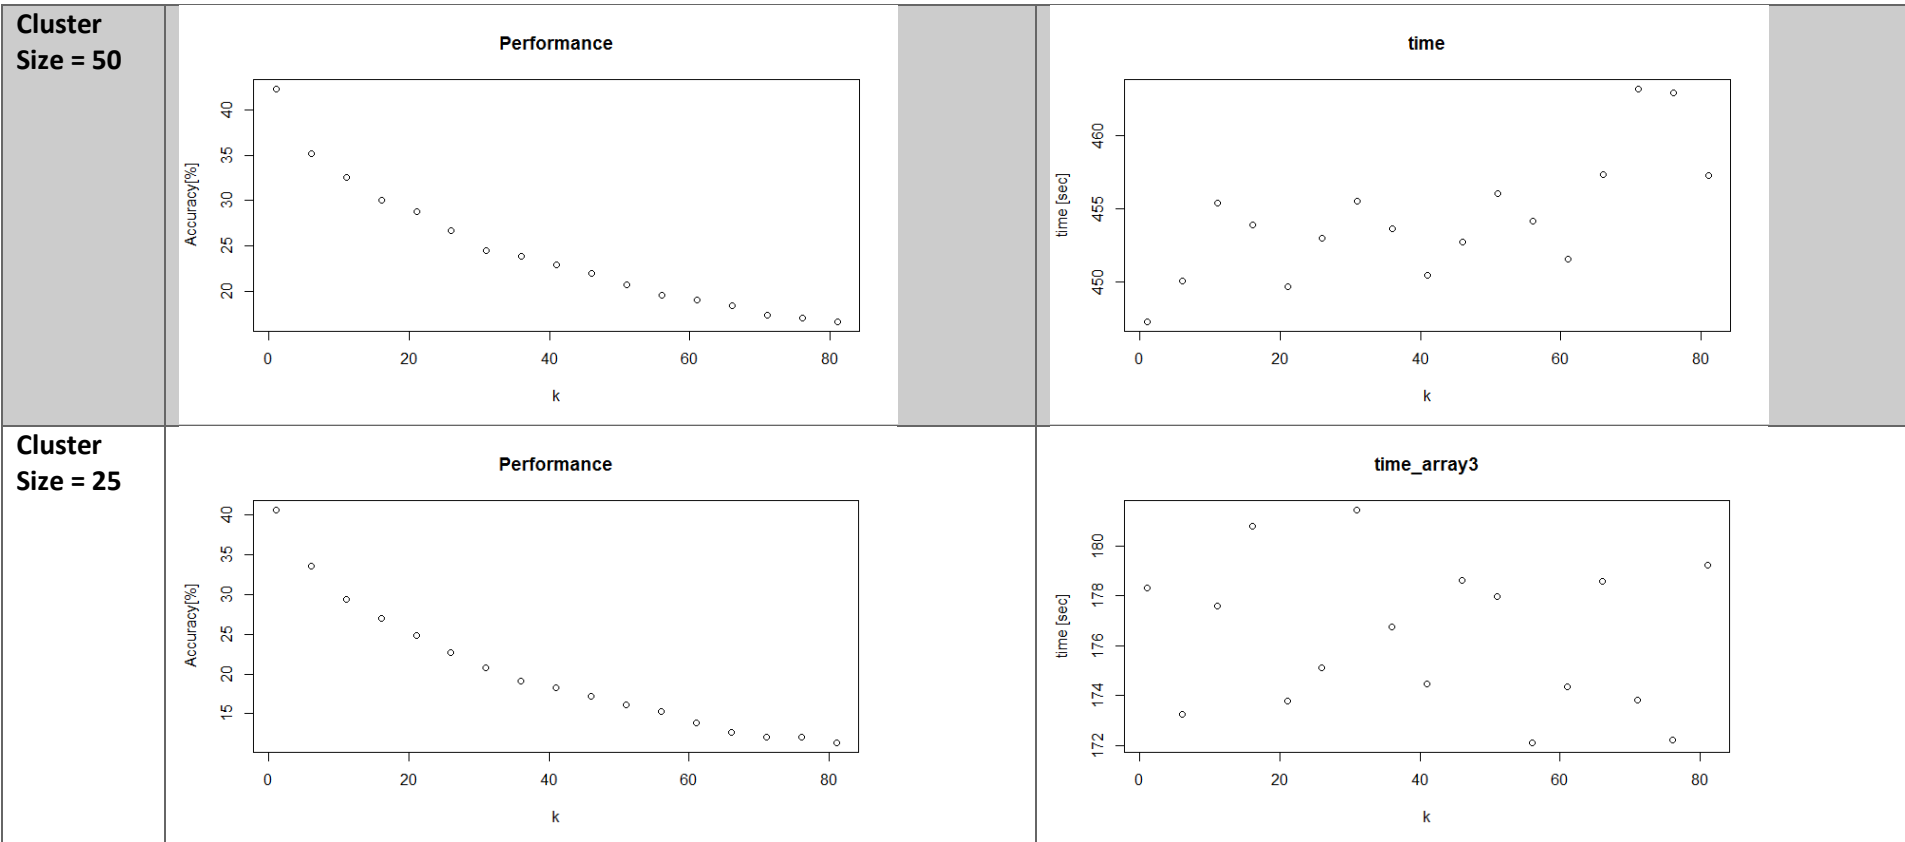 Cluster
Size = 50
Performance
Accuracy[%]
40
35
30
25
20
0 20 40 60 80
k
time
time [sec]
460
455
450
0 20 40 60 80
k
Cluster
Size = 25
Performance
Accuracy[%]
40
35
30
25
20
15
0 20 40 60 80
k
time_array3
time [sec]
180
178
176
174
172
0 20 40 60 80
k